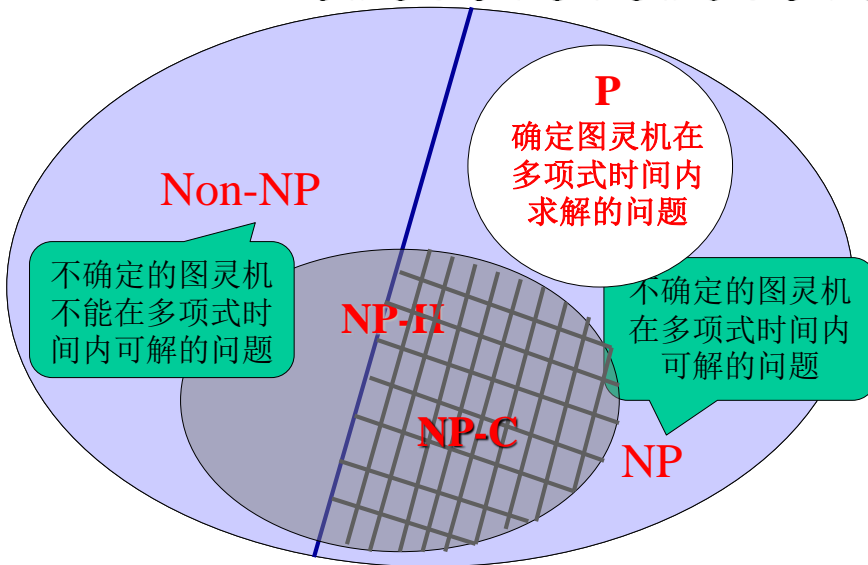 P
确定图灵机在
多项式时间内
求解的问题
Non-NP
不确定的图灵机
不能在多项式时
间内可解的问题
不确定的图灵机
在多项式时间内
可解的问题
NP-H
NP-C
NP